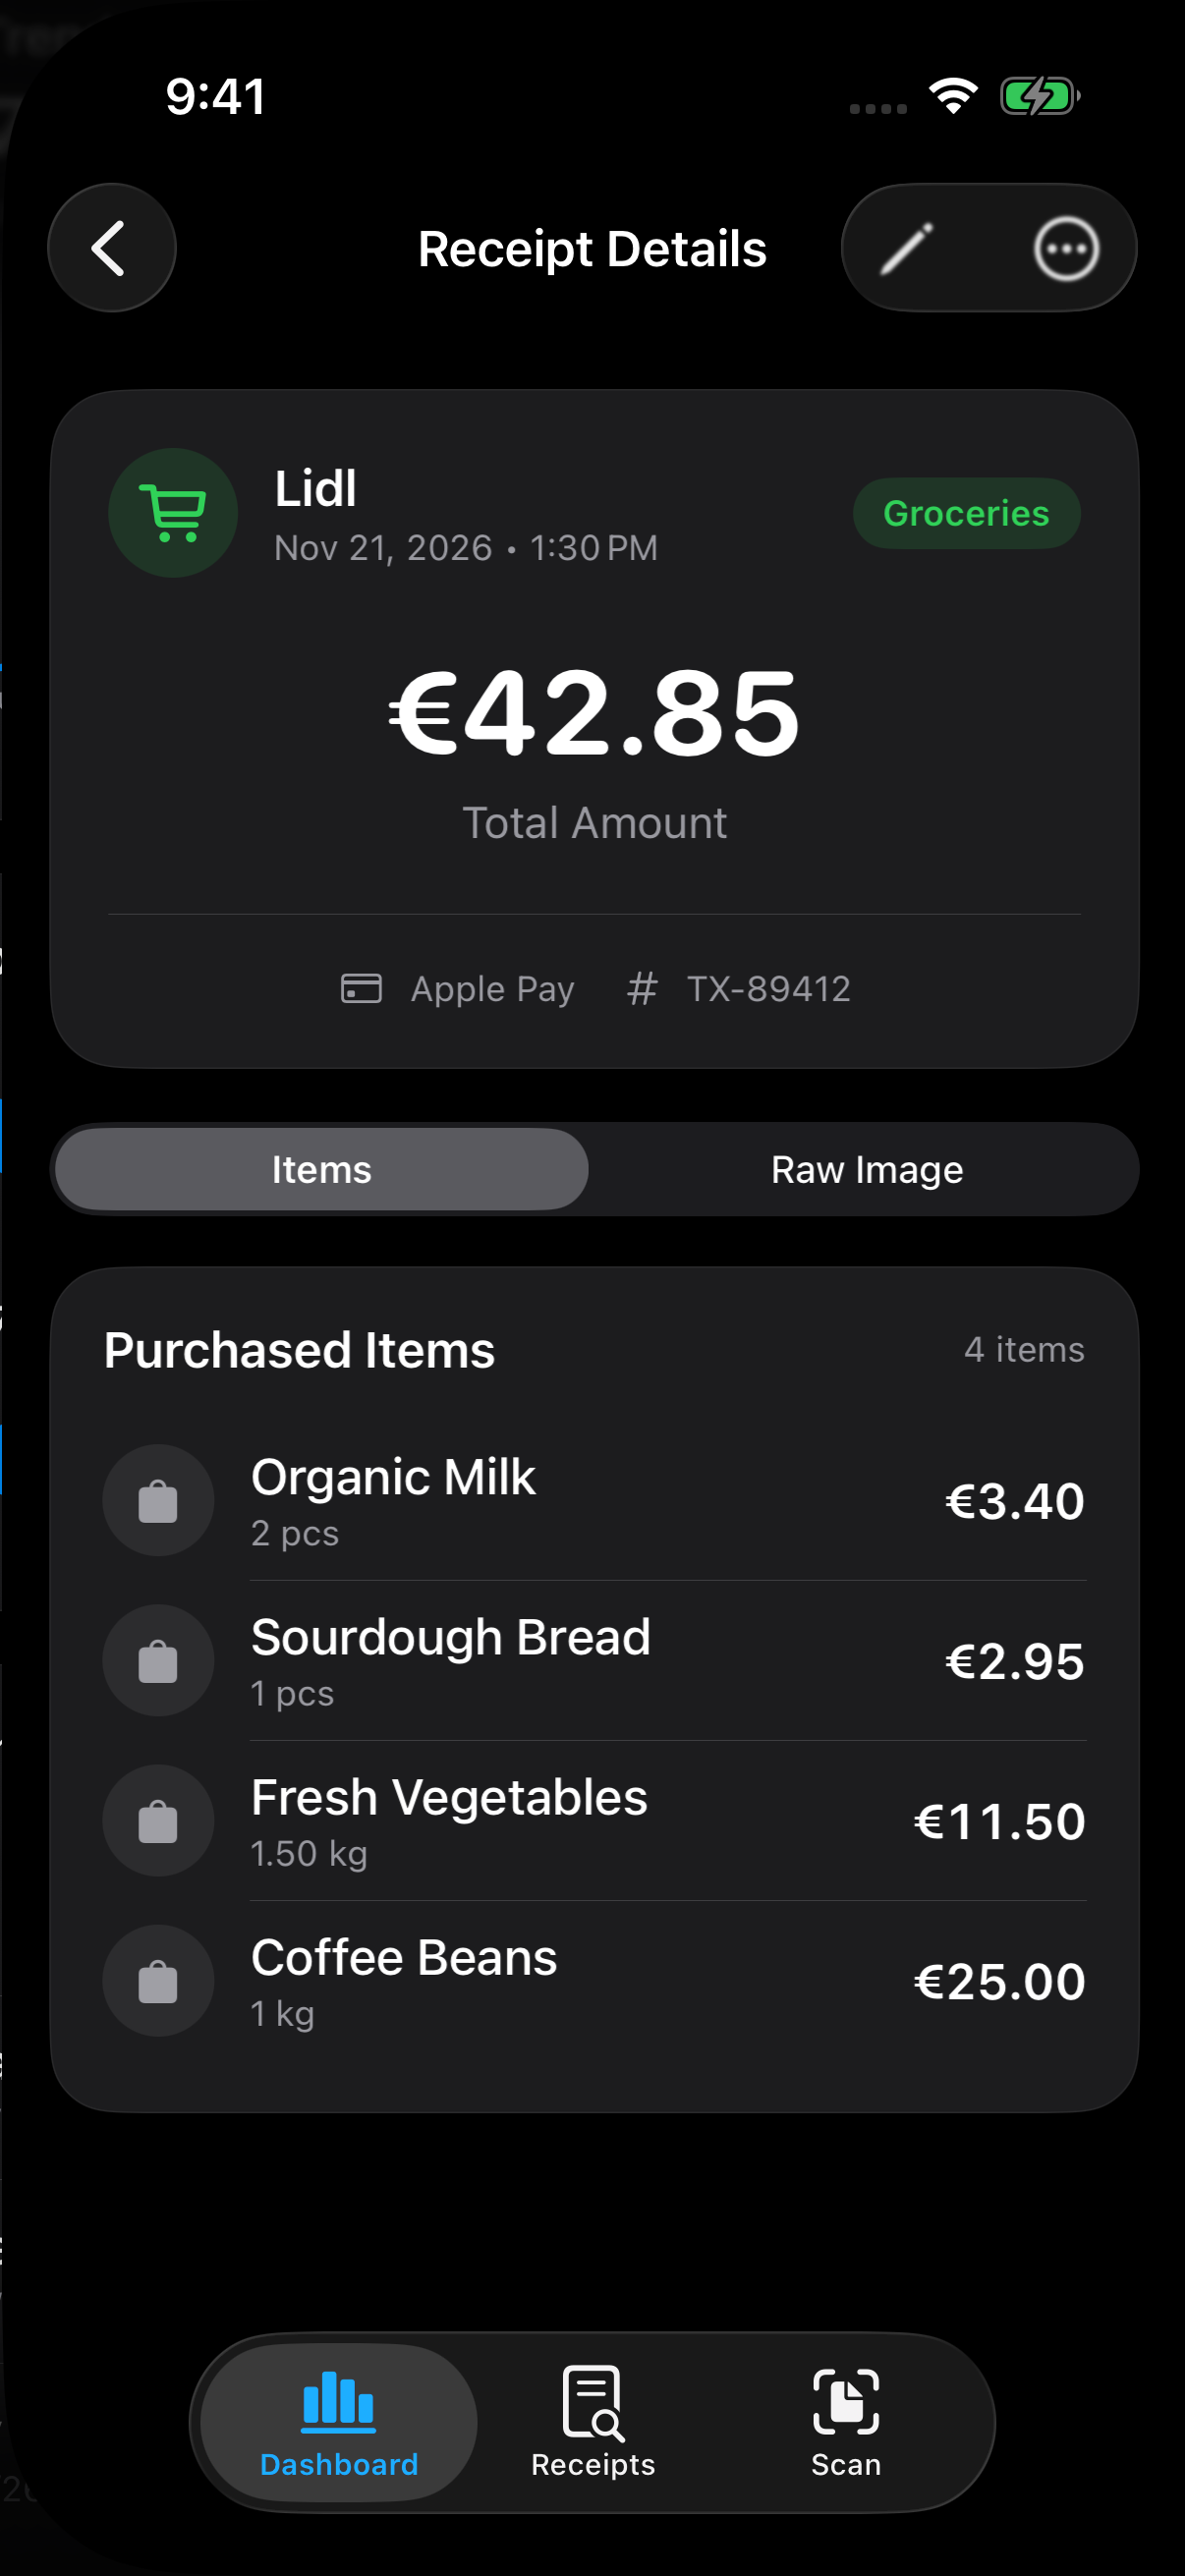 9:41
Receipt Details
Lidl
Nov 21, 2026 • 1:30 PM
Groceries
€42.85
Total Amount
Apple Pay # TX-89412
Items
Raw Image
Purchased Items
4 items
Organic Milk
2 pcs
€3.40
Sourdough Bread
1 pcs
€2.95
Fresh Vegetables
1.50 kg
€11.50
Coffee Beans
1 kg
€25.00
Dashboard
Receipts
Scan